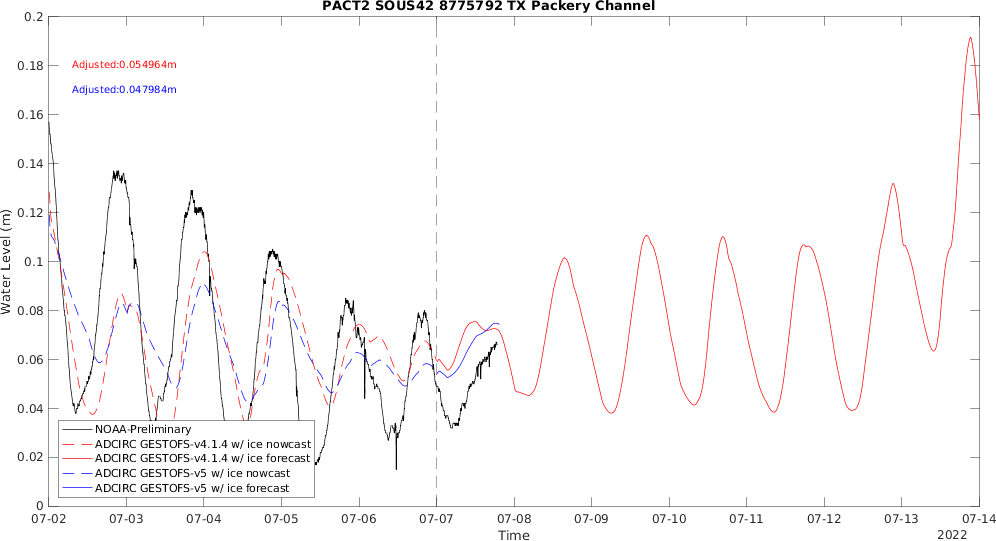 PACT2 SOUS42 8775792 TX Packery Channel
0.2
0.18
0.16
0.14
0.12
0.1
0.08
0.06
0.04
0.02
0
Water Level (m)
Adjusted:0.054964m
Adjusted:0.047984m
NOAA-Preliminary
ADCIRC GESTOFS-v4.1.4 w/ ice nowcast
ADCIRC GESTOFS-v4.1.4 w/ ice forecast
ADCIRC GESTOFS-v5 w/ ice nowcast
ADCIRC GESTOFS-v5 w/ ice forecast
07-02 07-03 07-04 07-05 07-06 07-07 07-08 07-09 07-10 07-11 07-12 07-13 07-14
Time
2022